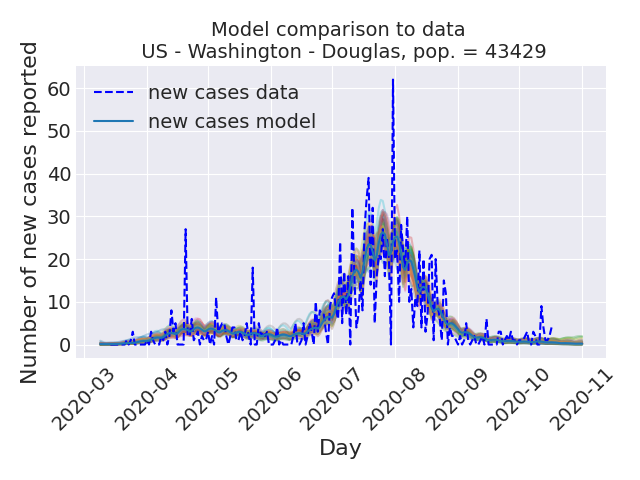 Model comparison to data
US - Washington - Douglas, pop. = 43429
Number of new cases reported
60
50
40
30
20
10
0
new cases data
new cases model
2020-03
2020-04
2020-05
2020-06
2020-07
2020-08
2020-09
2020-10
2020-11
Day